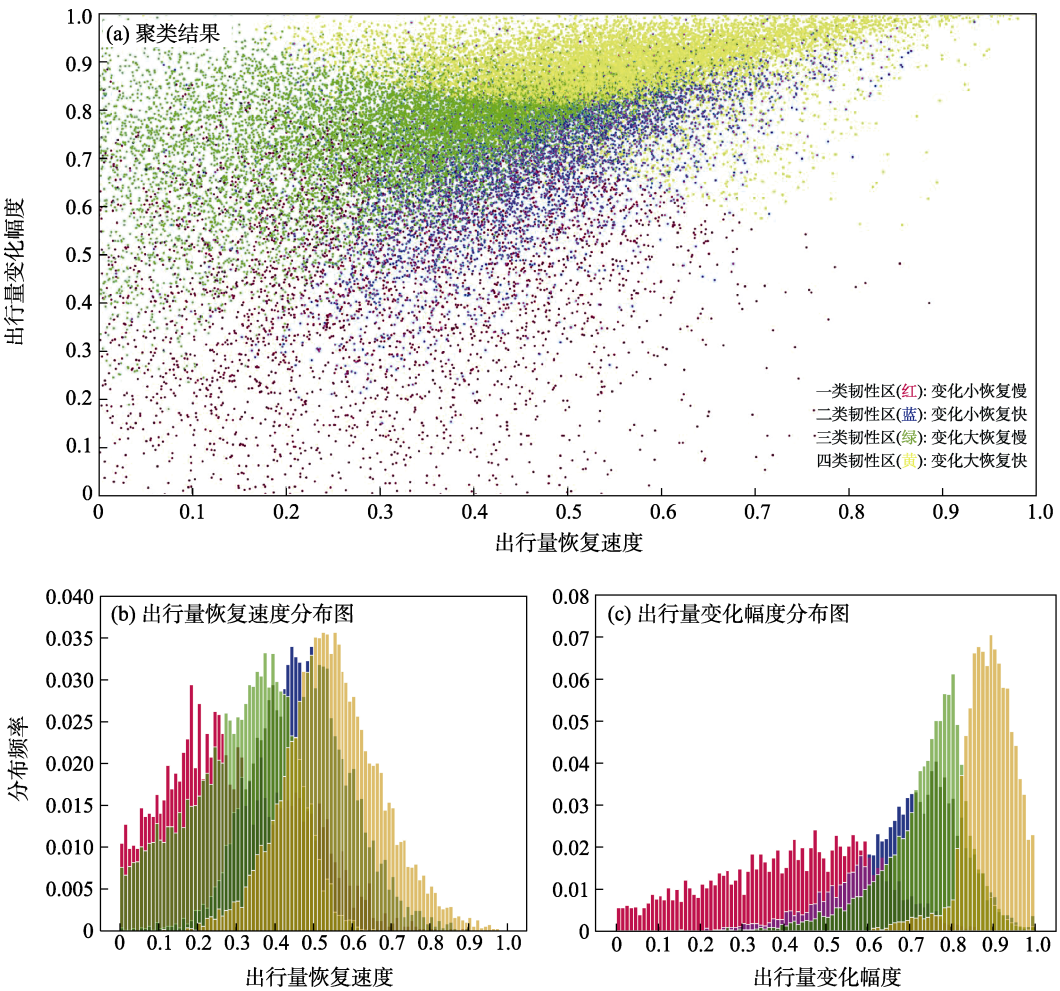 (a) 聚类结果
1.0
0.9
0.8
0.7
0.6
0.5
0.4
0.3
0.2
0.1
0
出行量变化幅度
一类韧性区(红): 变化小恢复慢
二类韧性区(蓝): 变化小恢复快
三类韧性区(绿): 变化大恢复慢
四类韧性区(黄): 变化大恢复快
0 0.1 0.2 0.3 0.4 0.5 0.6 0.7 0.8 0.9 1.0
出行量恢复速度
(b) 出行量恢复速度分布图
0.040
0.035
0.030
0.025
0.020
0.015
0.010
0.005
0
分布频率
0 0.1 0.2 0.3 0.4 0.5 0.6 0.7 0.8 0.9 1.0
出行量恢复速度
(c) 出行量变化幅度分布图
0.08
0.07
0.06
0.05
0.04
0.03
0.02
0.01
0
0 0.1 0.2 0.3 0.4 0.5 0.6 0.7 0.8 0.9 1.0
出行量变化幅度